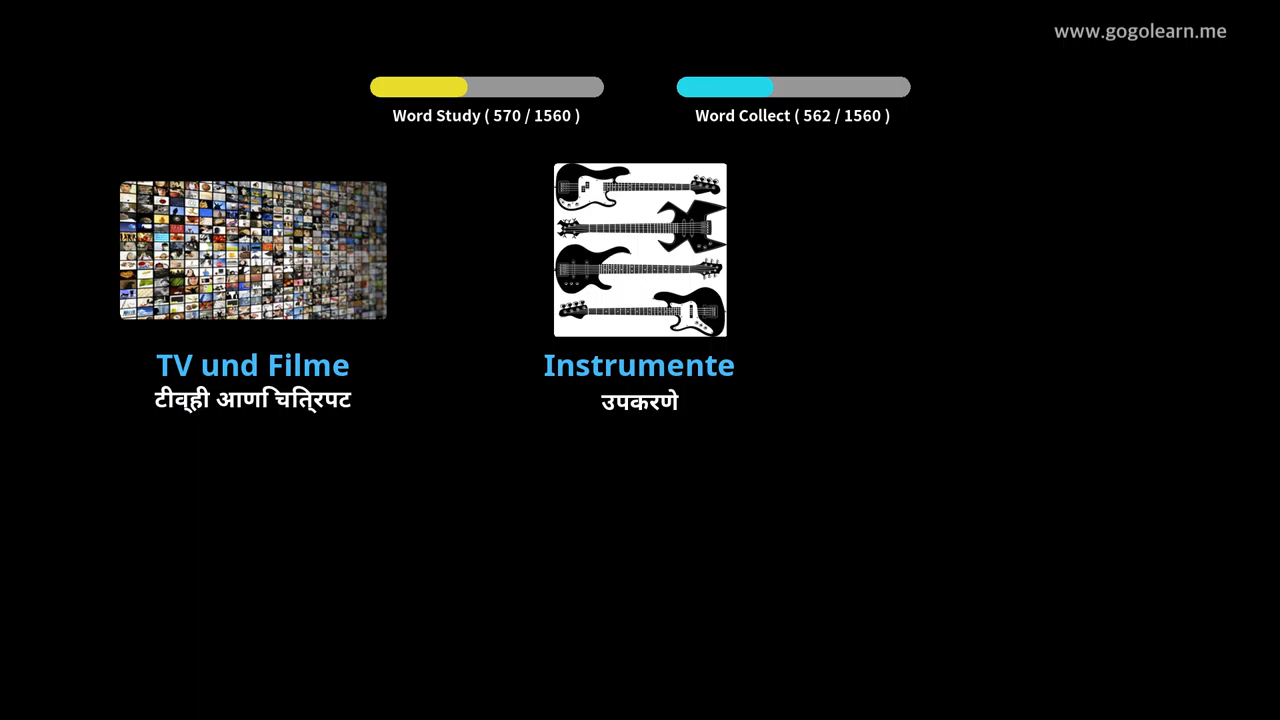 www.gogolearn.me
Word Study ( 570 / 1560 )
Word Collect ( 562 / 1560 )
TV und Filme
टीव्ही आणि चित्रपट
Instrumente
उपकरणे